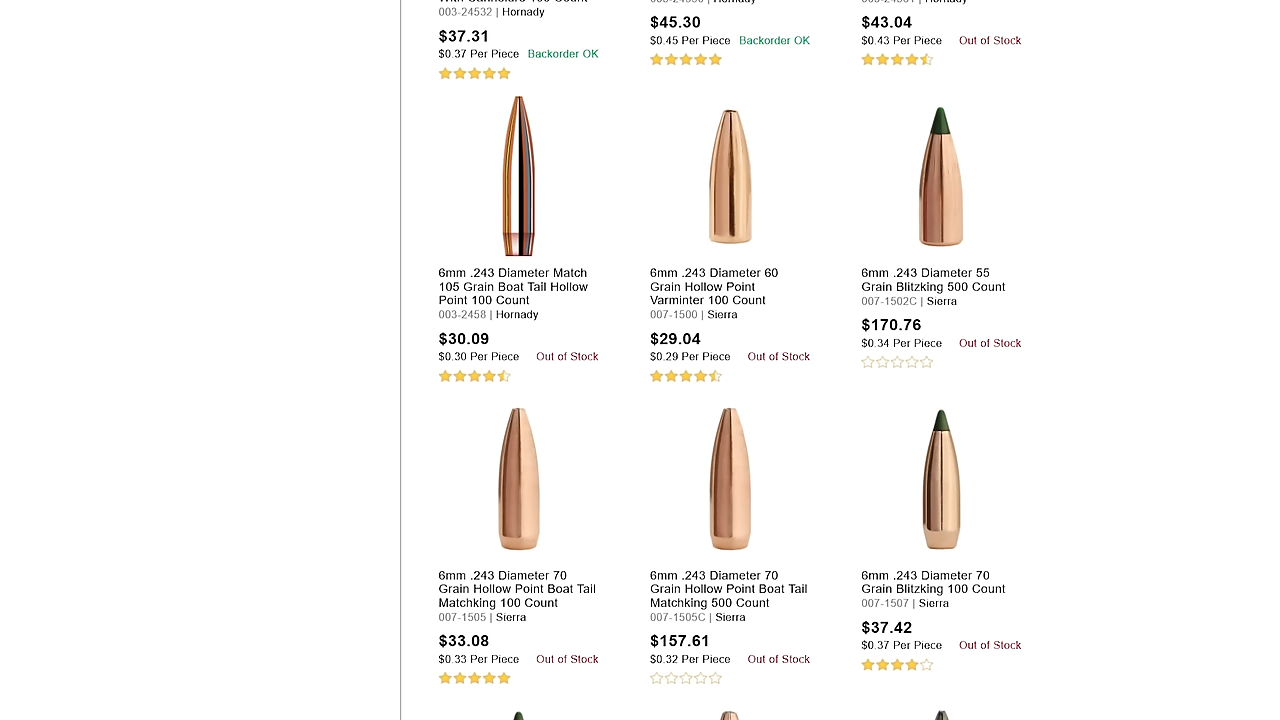 003-24532 | Hornady
$37.31
$0.37 Per Piece Backorder OK
$45.30
$0.45 Per Piece Backorder OK
$43.04
$0.43 Per Piece Out of Stock
6mm .243 Diameter Match
105 Grain Boat Tail Hollow
Point 100 Count
003-2458 | Hornady
$30.09
$0.30 Per Piece Out of Stock
6mm .243 Diameter 60
Grain Hollow Point
Varminter 100 Count
007-1500 | Sierra
$29.04
$0.29 Per Piece Out of Stock
6mm .243 Diameter 55
Grain Blitzking 500 Count
007-1502C | Sierra
$170.76
$0.34 Per Piece Out of Stock
6mm .243 Diameter 70
Grain Hollow Point Boat Tail
Matchking 100 Count
007-1505 | Sierra
$33.08
$0.33 Per Piece Out of Stock
6mm .243 Diameter 70
Grain Hollow Point Boat Tail
Matchking 500 Count
007-1505C | Sierra
$157.61
$0.32 Per Piece Out of Stock
6mm .243 Diameter 70
Grain Blitzking 100 Count
007-1507 | Sierra
$37.42
$0.37 Per Piece Out of Stock